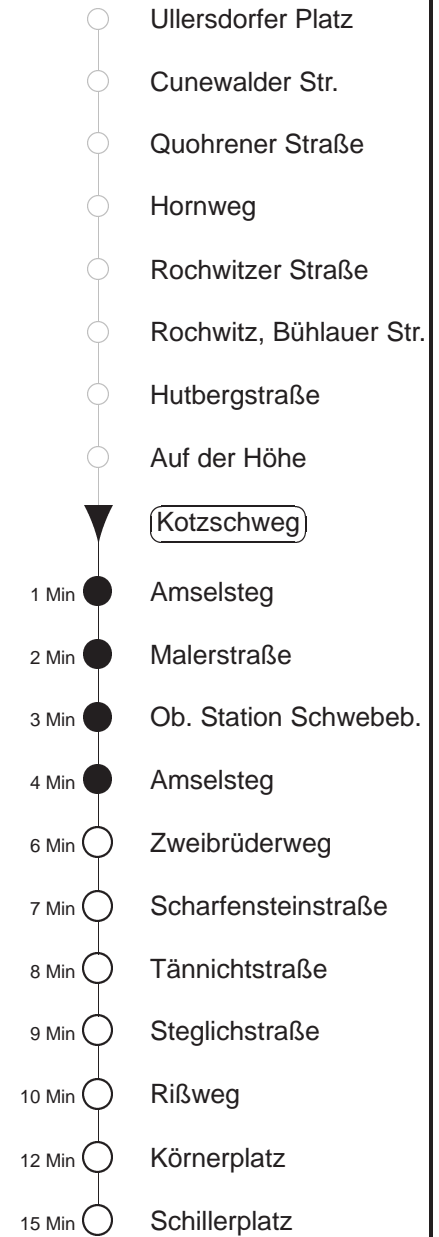 Ullersdorfer Platz
Cunewalder Str.
Quohrener Straße
Hornweg
Rochwitzer Straße
Rochwitz, Bühlauer Str.
Hutbergstraße
Auf der Höhe
Kotzschweg
1 Min Amselsteg
2 Min Malerstraße
3 Min Ob. Station Schwebeb.
4 Min Amselsteg
6 Min Zweibrüderweg
7 Min Scharfensteinstraße
8 Min Tännichtstraße
9 Min Steglichstraße
10 Min Rißweg
12 Min Körnerplatz
15 Min Schillerplatz